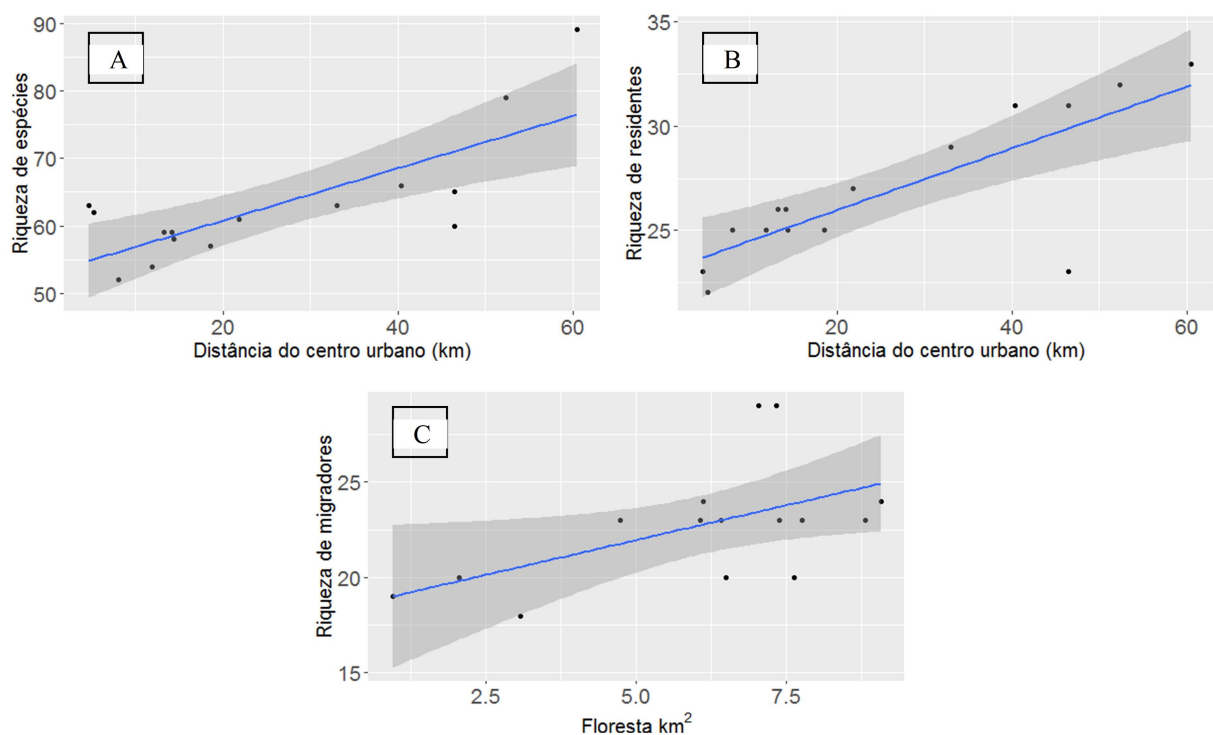 A
Riqueza de espécies
90
80
70
60
50
20
40
60
Distância do centro urbano (km)
B
Riqueza de residentes
35
30
25
20
40
60
Distância do centro urbano (km)
C
Riqueza de migradores
25
20
15
2.5
5.0
7.5
Floresta km²